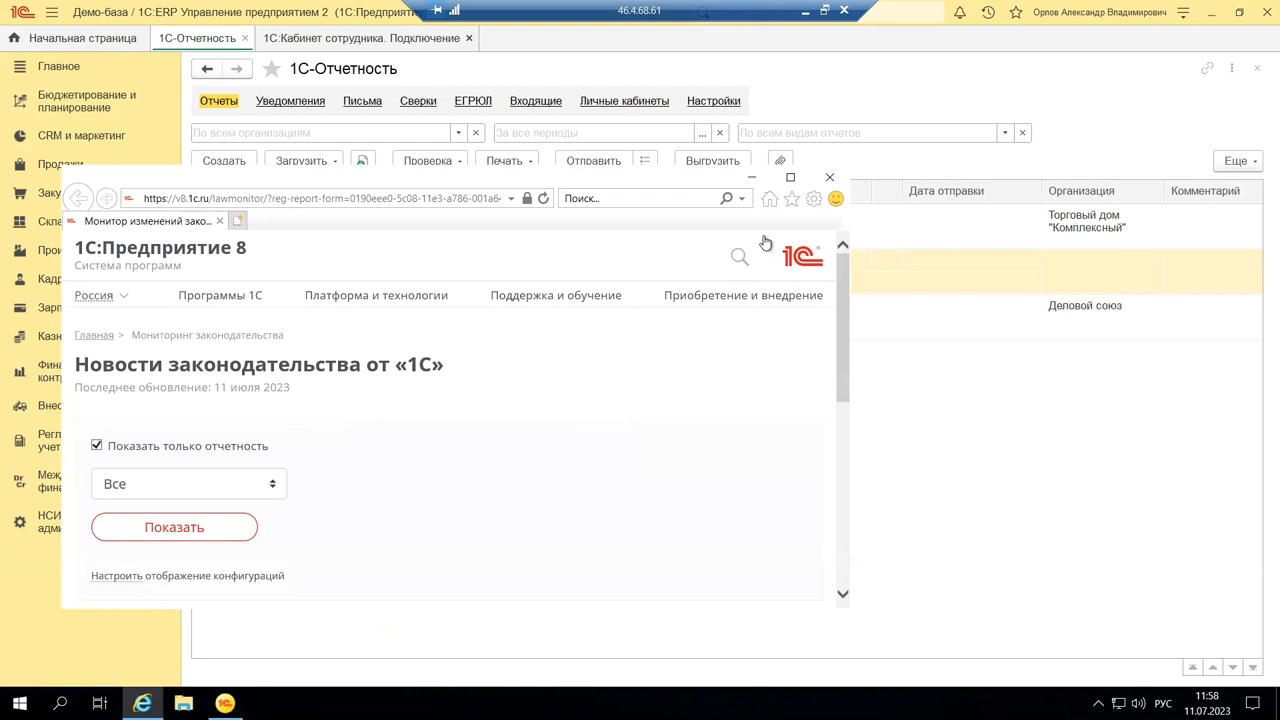 Демо-база / 1С:ERP Управление предприятием 2 (1С:Предприятие
46.4.68.61
Орлов Александр Владимирович
Начальная страница
1С-Отчетность ×
1С:Кабинет сотрудника. Подключение ×
Главное
Бюджетирование и
планирование
CRM и маркетинг
Продажи
1С-Отчетность
Отчеты
Уведомления
Письма
Сверки
ЕГРЮЛ
Входящие
Личные кабинеты
Настройки
По всем организациям
За все периоды
...
По всем видам отчетов
Создать
Загрузить
Проверка
Печать
Отправить
Выгрузить
Еще
Дата отправки
Организация
Комментарий
Торговый дом
"Комплексный"
Деловой союз
https://v8.1c.ru/lawmonitor/?reg-report-form=0190eee0-5c08-11e3-a786-001a6
Поиск...
Монитор изменений зако...
1С:Предприятие 8
Система программ
Россия
Программы 1С
Платформа и технологии
Поддержка и обучение
Приобретение и внедрение
Главная > Мониторинг законодательства
Новости законодательства от «1С»
Последнее обновление: 11 июля 2023
Показать только отчетность
Все
Показать
Настроить отображение конфигураций
Dr
Cr
РУС
11:58
11.07.2023